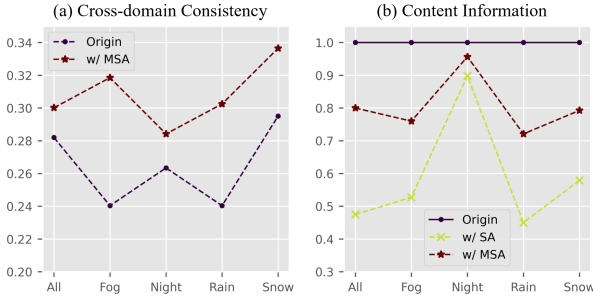 (a) Cross-domain Consistency
0.34
0.32
0.30
0.28
0.26
0.24
0.22
0.20
Origin
w/ MSA
All Fog Night Rain Snow
(b) Content Information
1.0
0.9
0.8
0.7
0.6
0.5
0.4
0.3
Origin
w/ SA
w/ MSA
All Fog Night Rain Snow